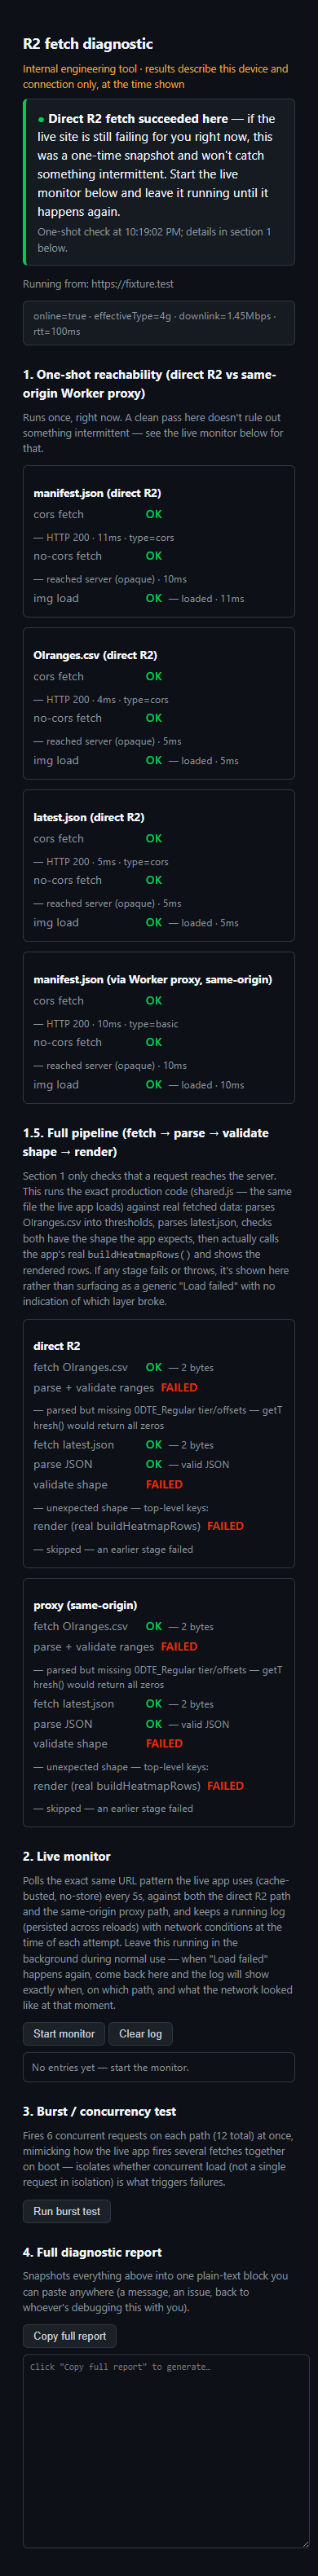 R2 fetch diagnostic
Internal engineering tool · results describe this device and
connection only, at the time shown
● Direct R2 fetch succeeded here — if the
live site is still failing for you right now, this
was a one-time snapshot and won't catch
something intermittent. Start the live
monitor below and leave it running until it
happens again.
One-shot check at 10:19:02 PM; details in section 1
below.
Running from: https://fixture.test
online=true · effectiveType=4g · downlink=1.45Mbps ·
rtt=100ms
1. One-shot reachability (direct R2 vs same-
origin Worker proxy)
Runs once, right now. A clean pass here doesn't rule out
something intermittent — see the live monitor below for
that.
manifest.json (direct R2)
cors fetch OK
— HTTP 200 · 11ms · type=cors
no-cors fetch OK
— reached server (opaque) · 10ms
img load OK — loaded · 11ms
OIranges.csv (direct R2)
cors fetch OK
— HTTP 200 · 4ms · type=cors
no-cors fetch OK
— reached server (opaque) · 5ms
img load OK — loaded · 5ms
latest.json (direct R2)
cors fetch OK
— HTTP 200 · 5ms · type=cors
no-cors fetch OK
— reached server (opaque) · 5ms
img load OK — loaded · 5ms
manifest.json (via Worker proxy, same-origin)
cors fetch OK
— HTTP 200 · 10ms · type=basic
no-cors fetch OK
— reached server (opaque) · 10ms
img load OK — loaded · 10ms
1.5. Full pipeline (fetch → parse → validate
shape → render)
Section 1 only checks that a request reaches the server.
This runs the exact production code (shared.js — the same
file the live app loads) against real fetched data: parses
OIranges.csv into thresholds, parses latest.json, checks
both have the shape the app expects, then actually calls
the app's real buildHeatmapRows() and shows the
rendered rows. If any stage fails or throws, it's shown here
rather than surfacing as a generic "Load failed" with no
indication of which layer broke.
direct R2
fetch OIranges.csv OK — 2 bytes
parse + validate ranges FAILED
— parsed but missing 0DTE_Regular tier/offsets — getT
hresh() would return all zeros
fetch latest.json OK — 2 bytes
parse JSON OK — valid JSON
validate shape FAILED
— unexpected shape — top-level keys:
render (real buildHeatmapRows) FAILED
— skipped — an earlier stage failed
proxy (same-origin)
fetch OIranges.csv OK — 2 bytes
parse + validate ranges FAILED
— parsed but missing 0DTE_Regular tier/offsets — getT
hresh() would return all zeros
fetch latest.json OK — 2 bytes
parse JSON OK — valid JSON
validate shape FAILED
— unexpected shape — top-level keys:
render (real buildHeatmapRows) FAILED
— skipped — an earlier stage failed
2. Live monitor
Polls the exact same URL pattern the live app uses (cache-
busted, no-store) every 5s, against both the direct R2 path
and the same-origin proxy path, and keeps a running log
(persisted across reloads) with network conditions at the
time of each attempt. Leave this running in the
background during normal use — when "Load failed"
happens again, come back here and the log will show
exactly when, on which path, and what the network looked
like at that moment.
Start monitor Clear log
No entries yet — start the monitor.
3. Burst / concurrency test
Fires 6 concurrent requests on each path (12 total) at once,
mimicking how the live app fires several fetches together
on boot — isolates whether concurrent load (not a single
request in isolation) is what triggers failures.
Run burst test
4. Full diagnostic report
Snapshots everything above into one plain-text block you
can paste anywhere (a message, an issue, back to
whoever's debugging this with you).
Copy full report
Click "Copy full report" to generate…